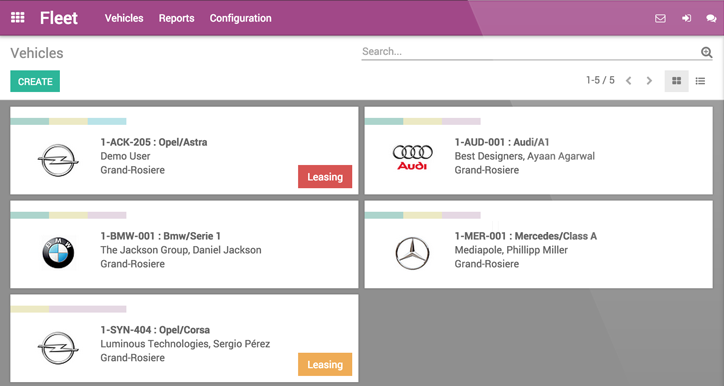 Fleet Vehicles Reports Configuration
Vehicles
Search...
CREATE
1-5 / 5
1-ACK-205 : Opel/Astra
Demo User
Grand-Rosiere
Leasing
Audi
1-AUD-001 : Audi/A1
Best Designers, Ayaan Agarwal
Grand-Rosiere
BMW
1-BMW-001 : Bmw/Serie 1
The Jackson Group, Daniel Jackson
Grand-Rosiere
1-MER-001 : Mercedes/Class A
Mediapole, Phillipp Miller
Grand-Rosiere
1-SYN-404 : Opel/Corsa
Luminous Technologies, Sergio Pérez
Grand-Rosiere
Leasing